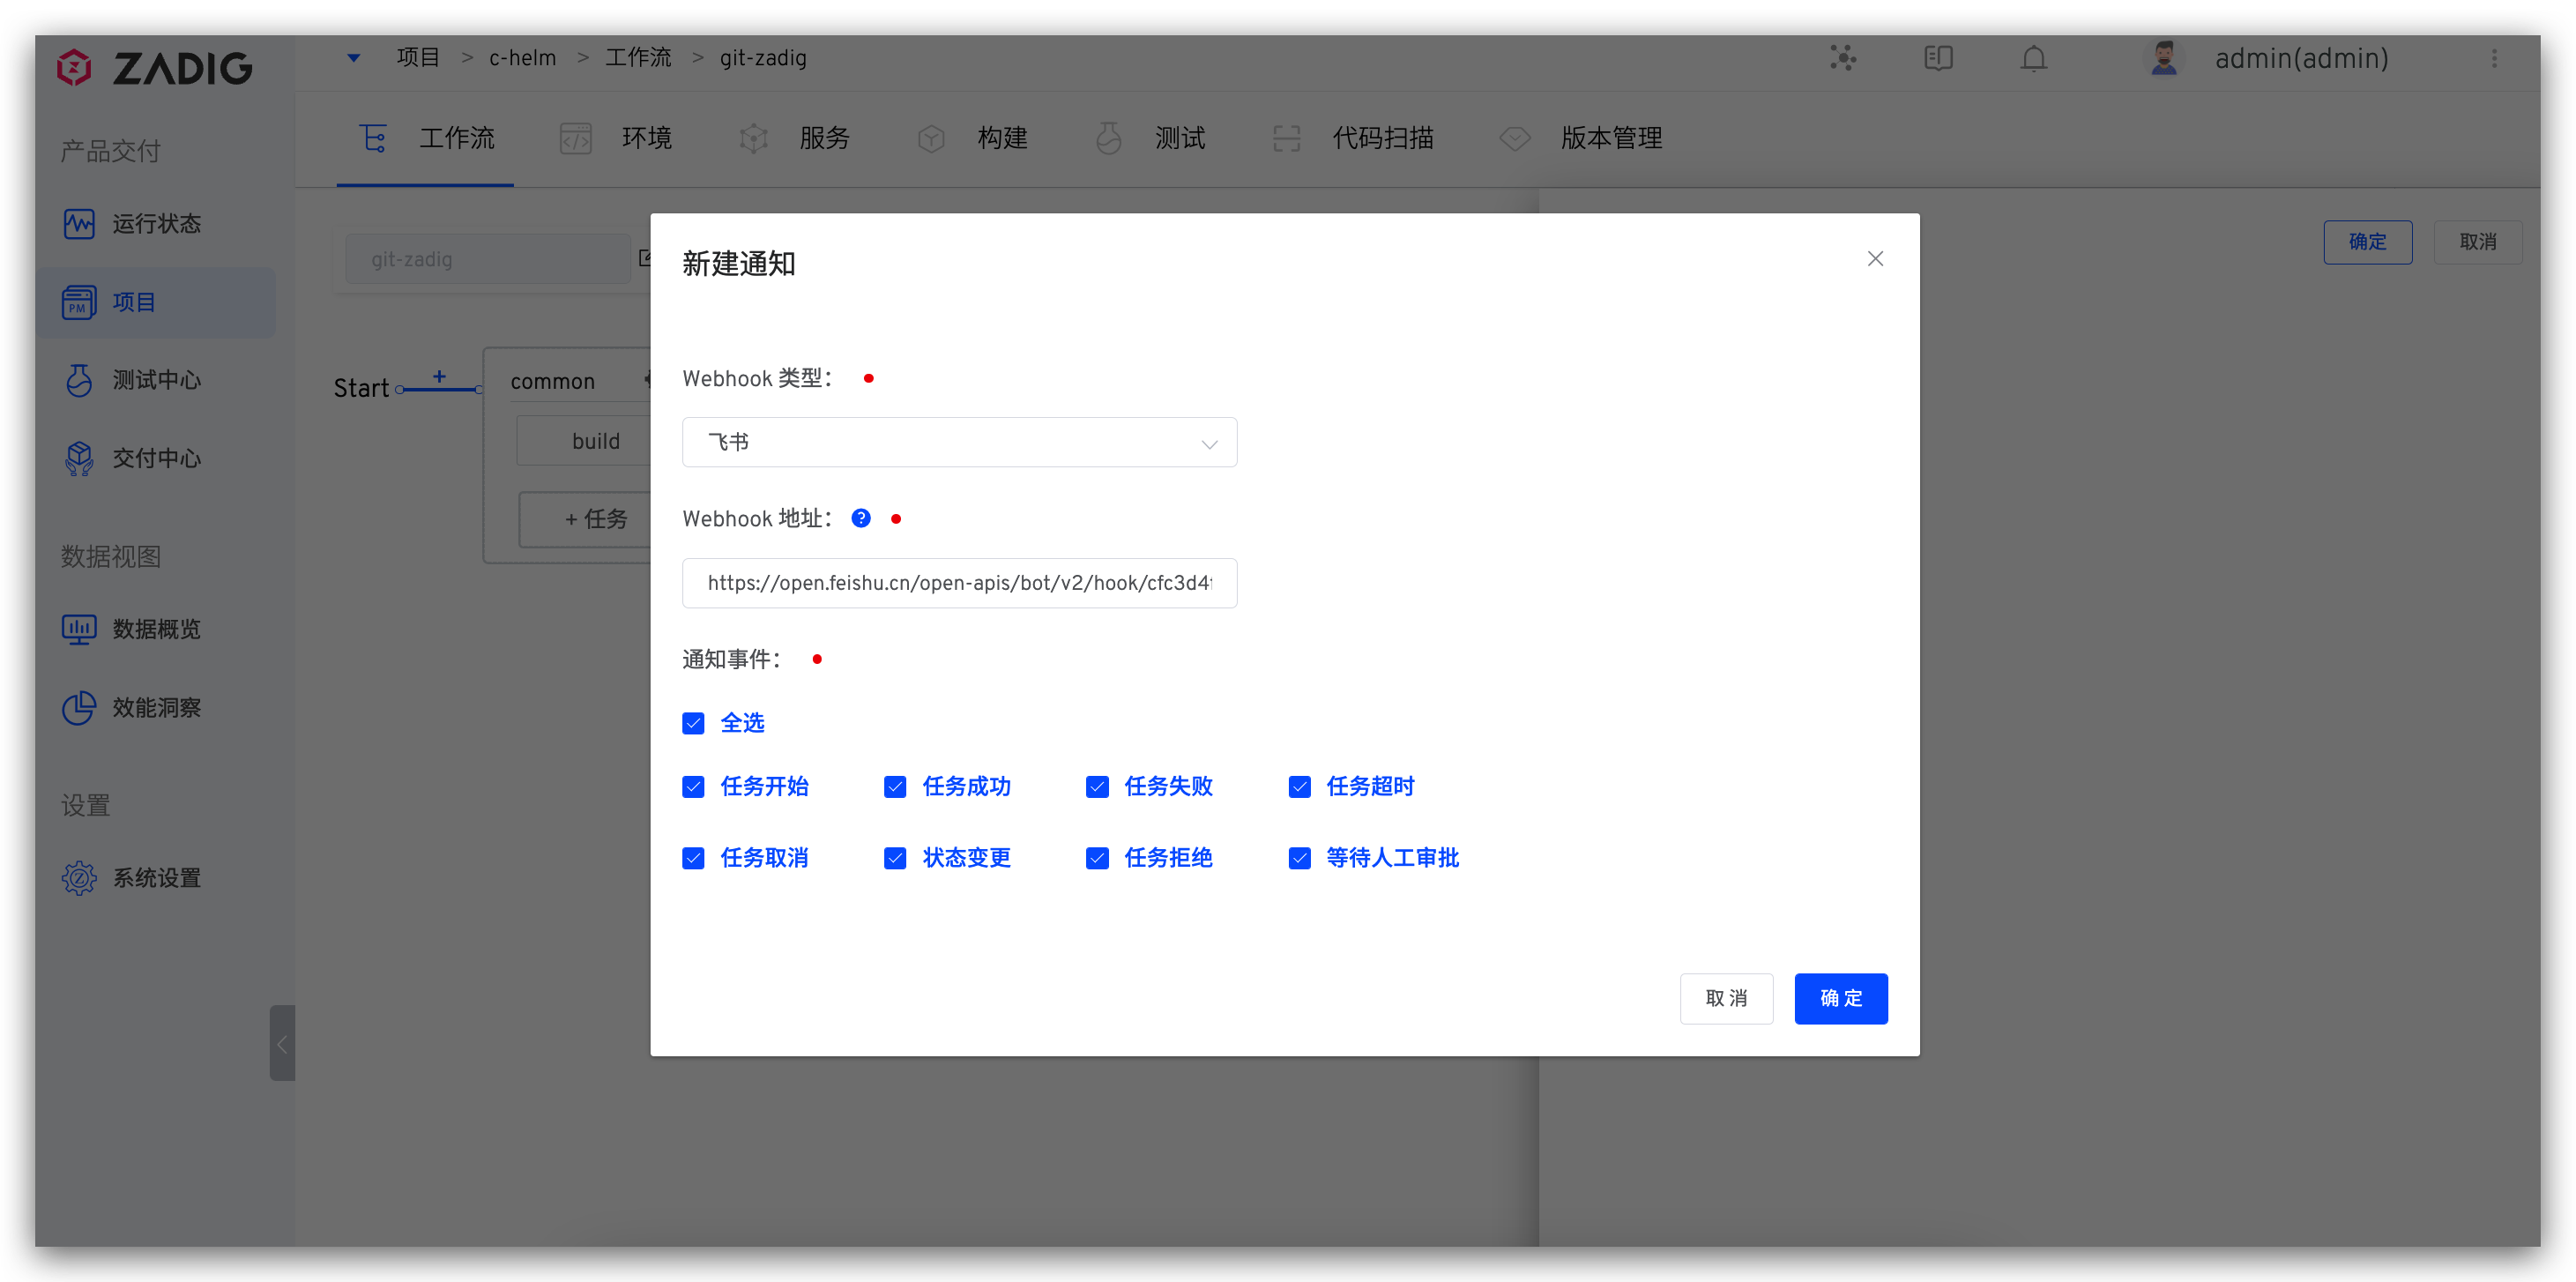 ZADIG
项目 > c-helm > 工作流 > git-zadig
admin(admin)
工作流 环境 服务 构建 测试 代码扫描 版本管理
产品交付
运行状态
项目
PM
测试中心
交付中心
数据视图
数据概览
效能洞察
设置
系统设置
git-zadig
确定 取消
Start
+
common
build
+ 任务
新建通知
Webhook 类型：
飞书
Webhook 地址：
?
https://open.feishu.cn/open-apis/bot/v2/hook/cfc3d4
通知事件：
全选
任务开始 任务成功 任务失败 任务超时
任务取消 状态变更 任务拒绝 等待人工审批
取消 确定